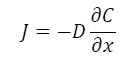 J = −D ∂C/∂x